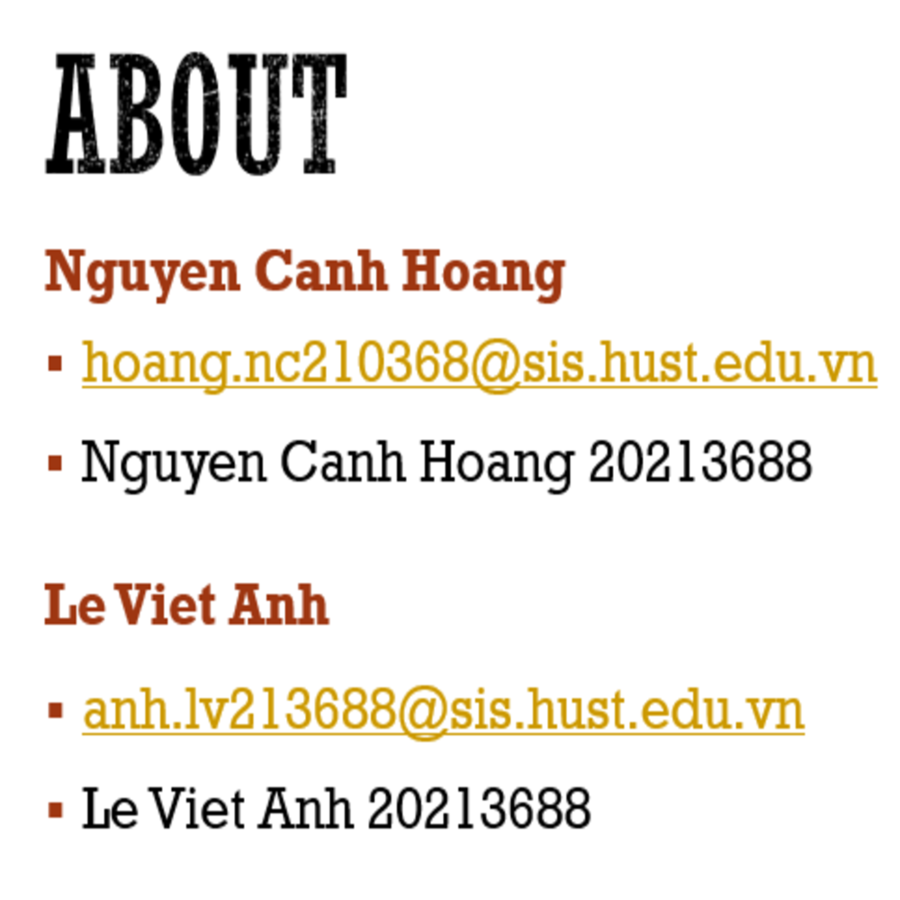 ABOUT
Nguyen Canh Hoang
▪ hoang.nc210368@sis.hust.edu.vn
▪ Nguyen Canh Hoang 20213688
Le Viet Anh
▪ anh.lv213688@sis.hust.edu.vn
▪ Le Viet Anh 20213688